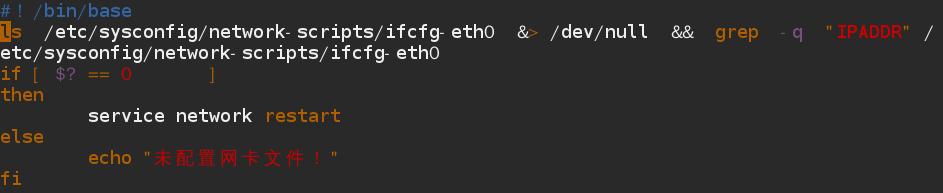 #！/bin/base
ls  /etc/sysconfig/network-scripts/ifcfg-eth0  &> /dev/null  &&  grep  -q  "IPADDR" /
etc/sysconfig/network-scripts/ifcfg-eth0
if [ $? == 0       ]
then
        service network restart
else
        echo "未配置网卡文件！"
fi